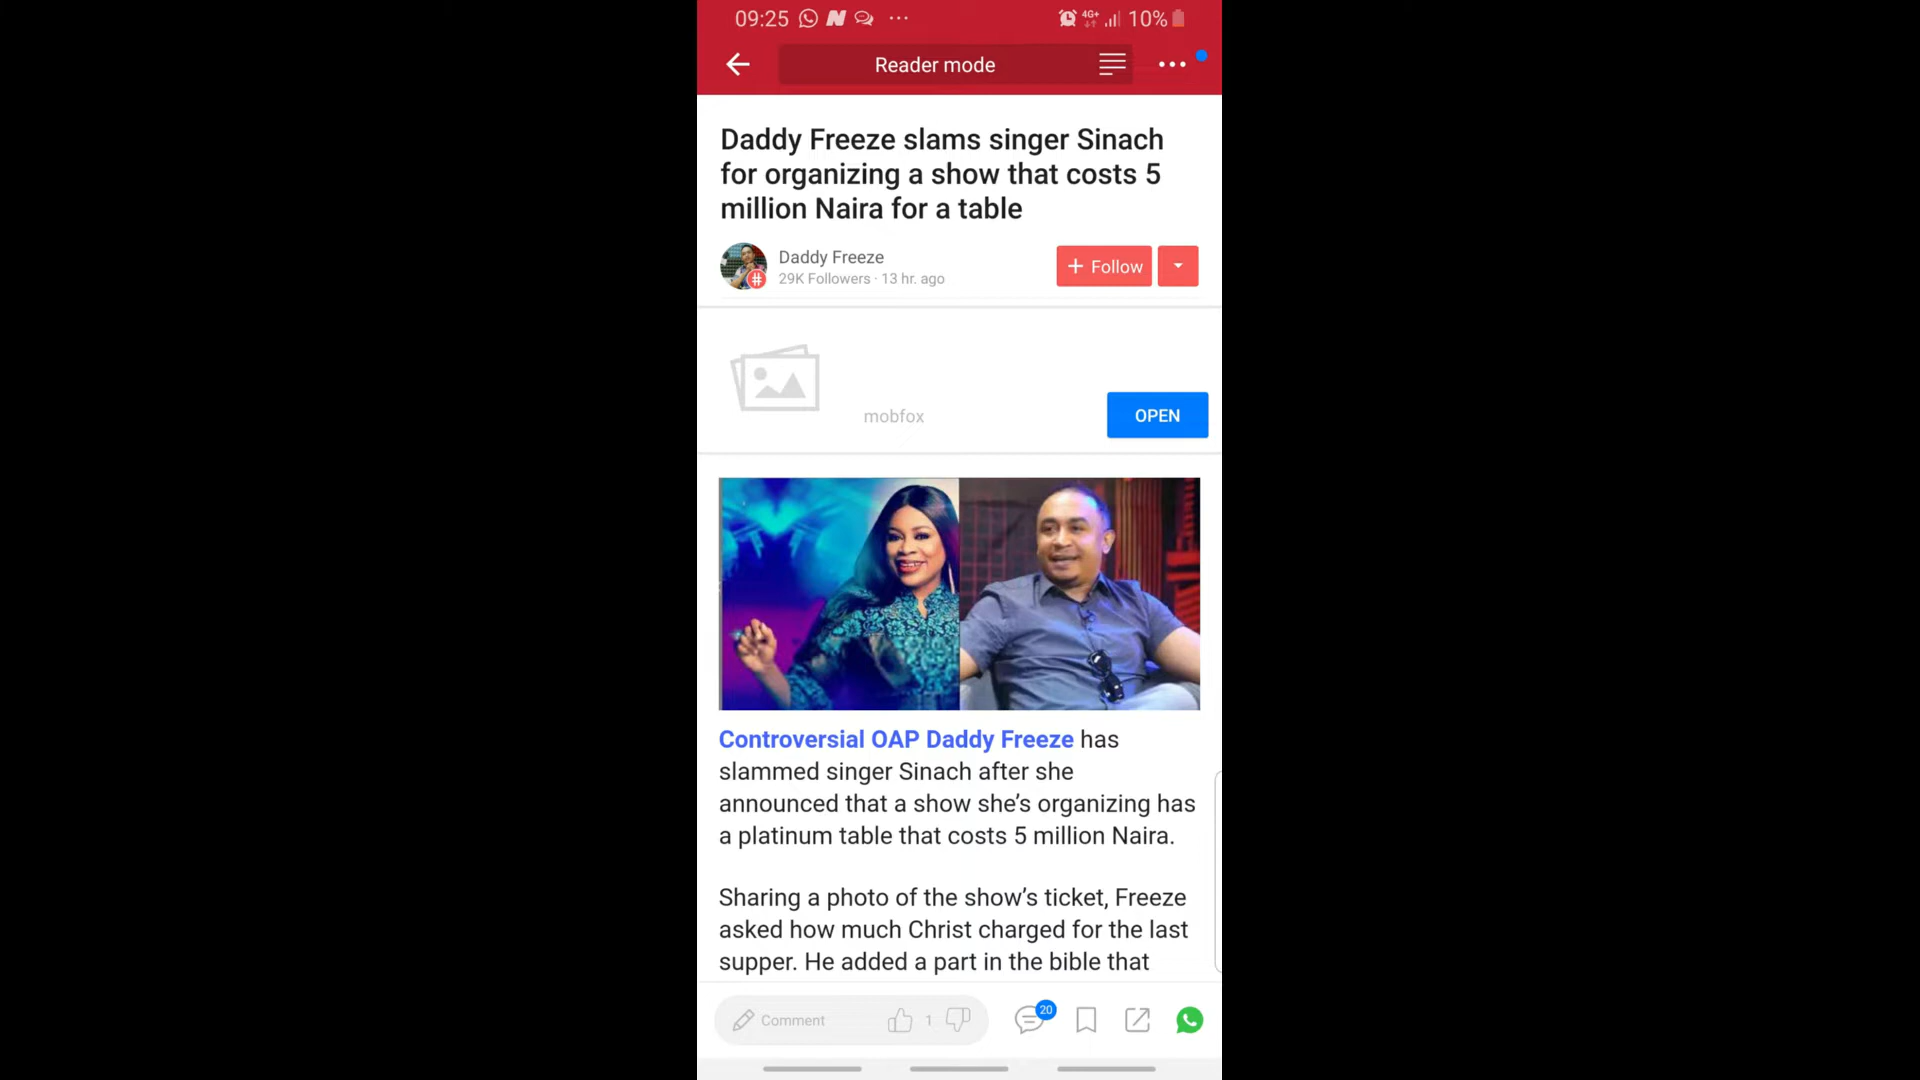 09:25 4G+ 10%
Reader mode
Daddy Freeze slams singer Sinach
for organizing a show that costs 5
million Naira for a table
Daddy Freeze
29K Followers · 13 hr. ago
+ Follow
#
mobfox
OPEN
Controversial OAP Daddy Freeze has
slammed singer Sinach after she
announced that a show she’s organizing has
a platinum table that costs 5 million Naira.
Sharing a photo of the show’s ticket, Freeze
asked how much Christ charged for the last
supper. He added a part in the bible that
Comment 1 20